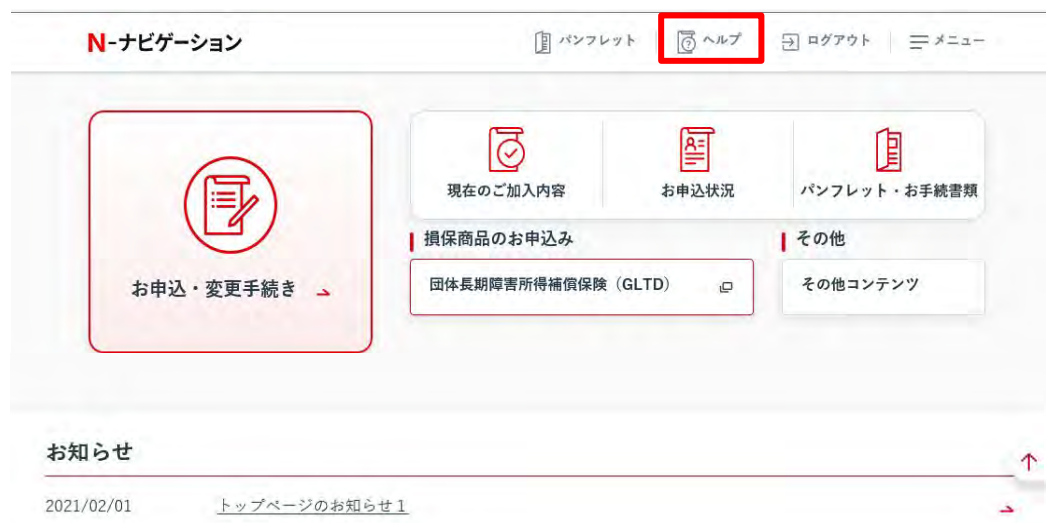 N-ナビゲーション
パンフレット
ヘルプ
ログアウト
メニュー
お申込・変更手続き
現在のご加入内容
お申込状況
パンフレット・お手続書類
損保商品のお申込み
団体長期障害所得補償保険（GLTD）
その他
その他コンテンツ
お知らせ
2021/02/01 トップページのお知らせ1